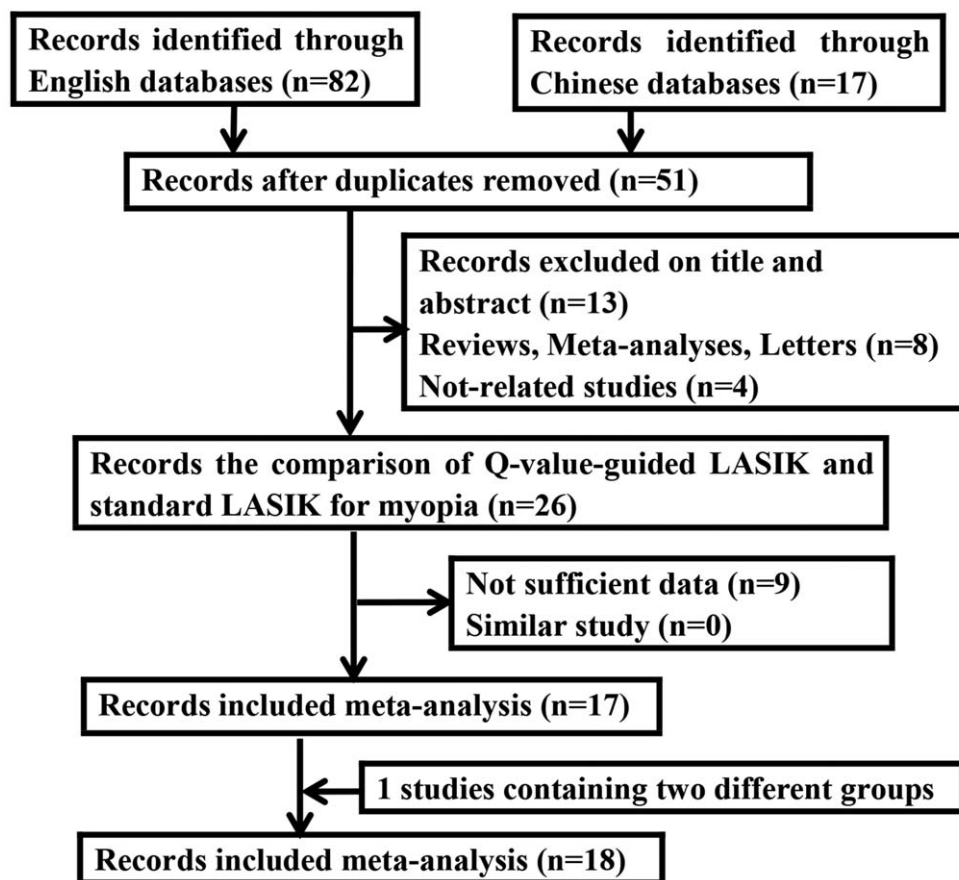 Records identified through
English databases (n=82)
Records identified through
Chinese databases (n=17)
Records after duplicates removed (n=51)
Records excluded on title and
abstract (n=13)
Reviews, Meta-analyses, Letters (n=8)
Not-related studies (n=4)
Records the comparison of Q-value-guided LASIK and
standard LASIK for myopia (n=26)
Not sufficient data (n=9)
Similar study (n=0)
Records included meta-analysis (n=17)
1 studies containing two different groups
Records included meta-analysis (n=18)